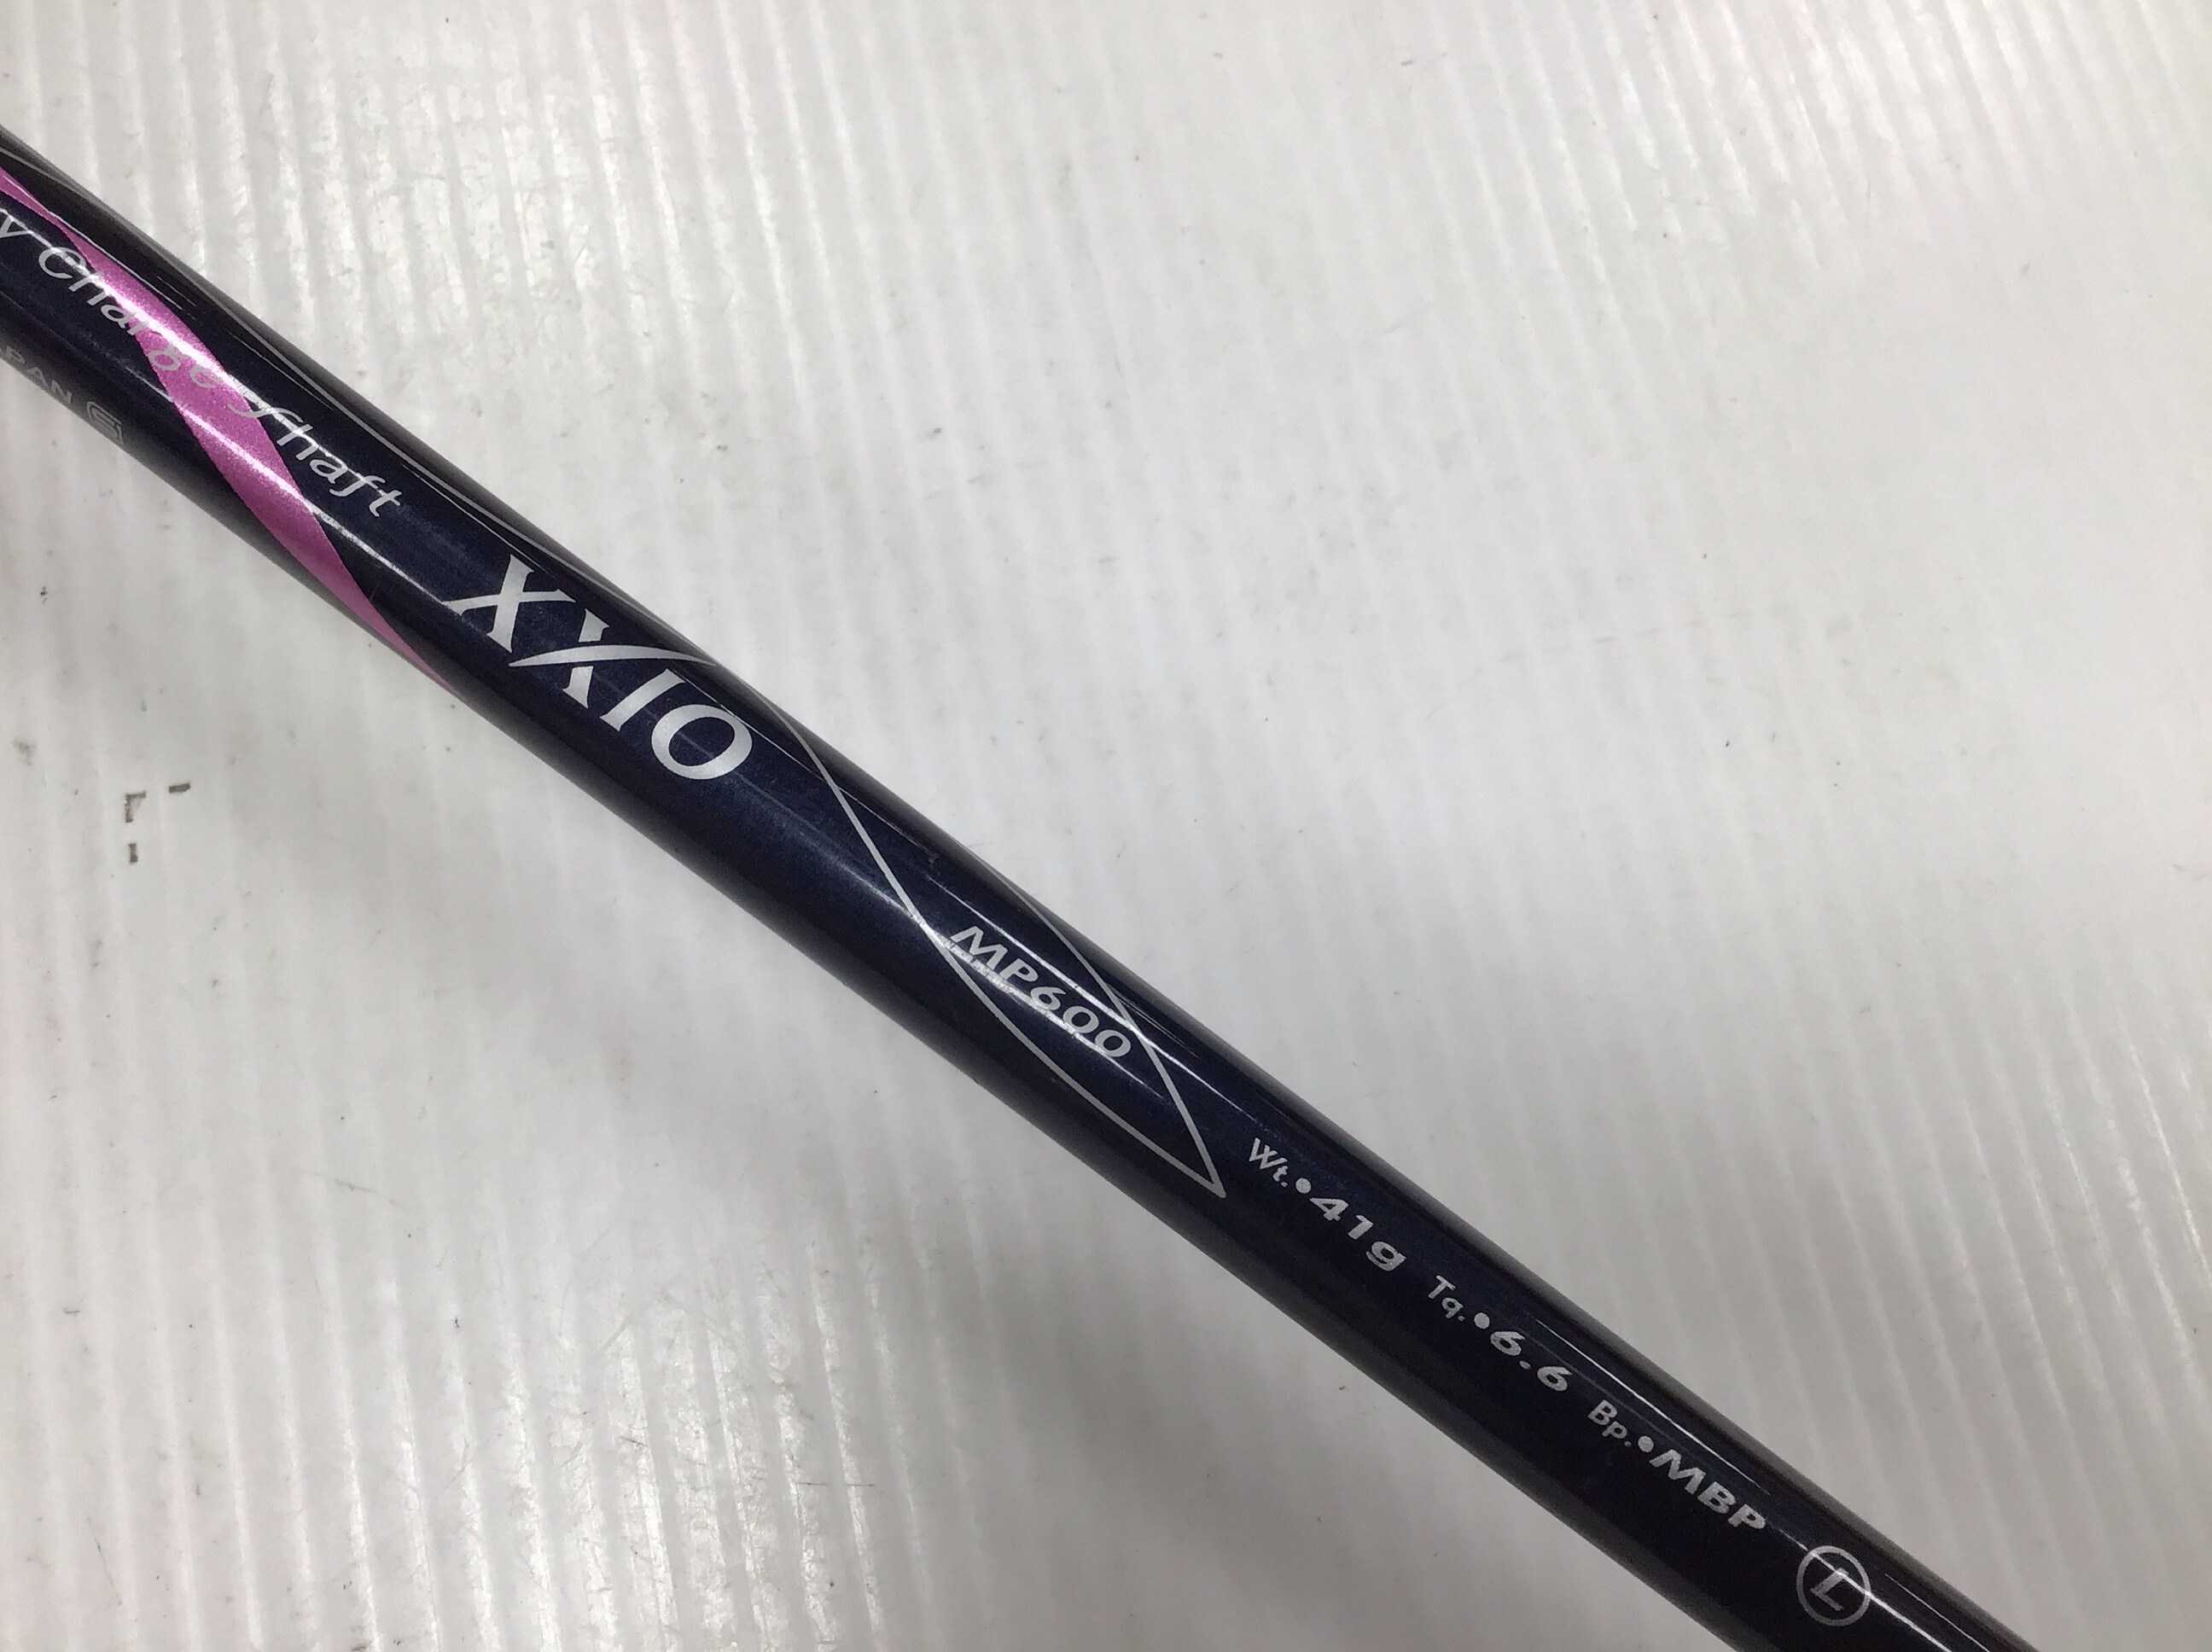 Charge shaft
XXIO
MP600
Wt.•41g Tq.•6.6 Bp.•MBP L